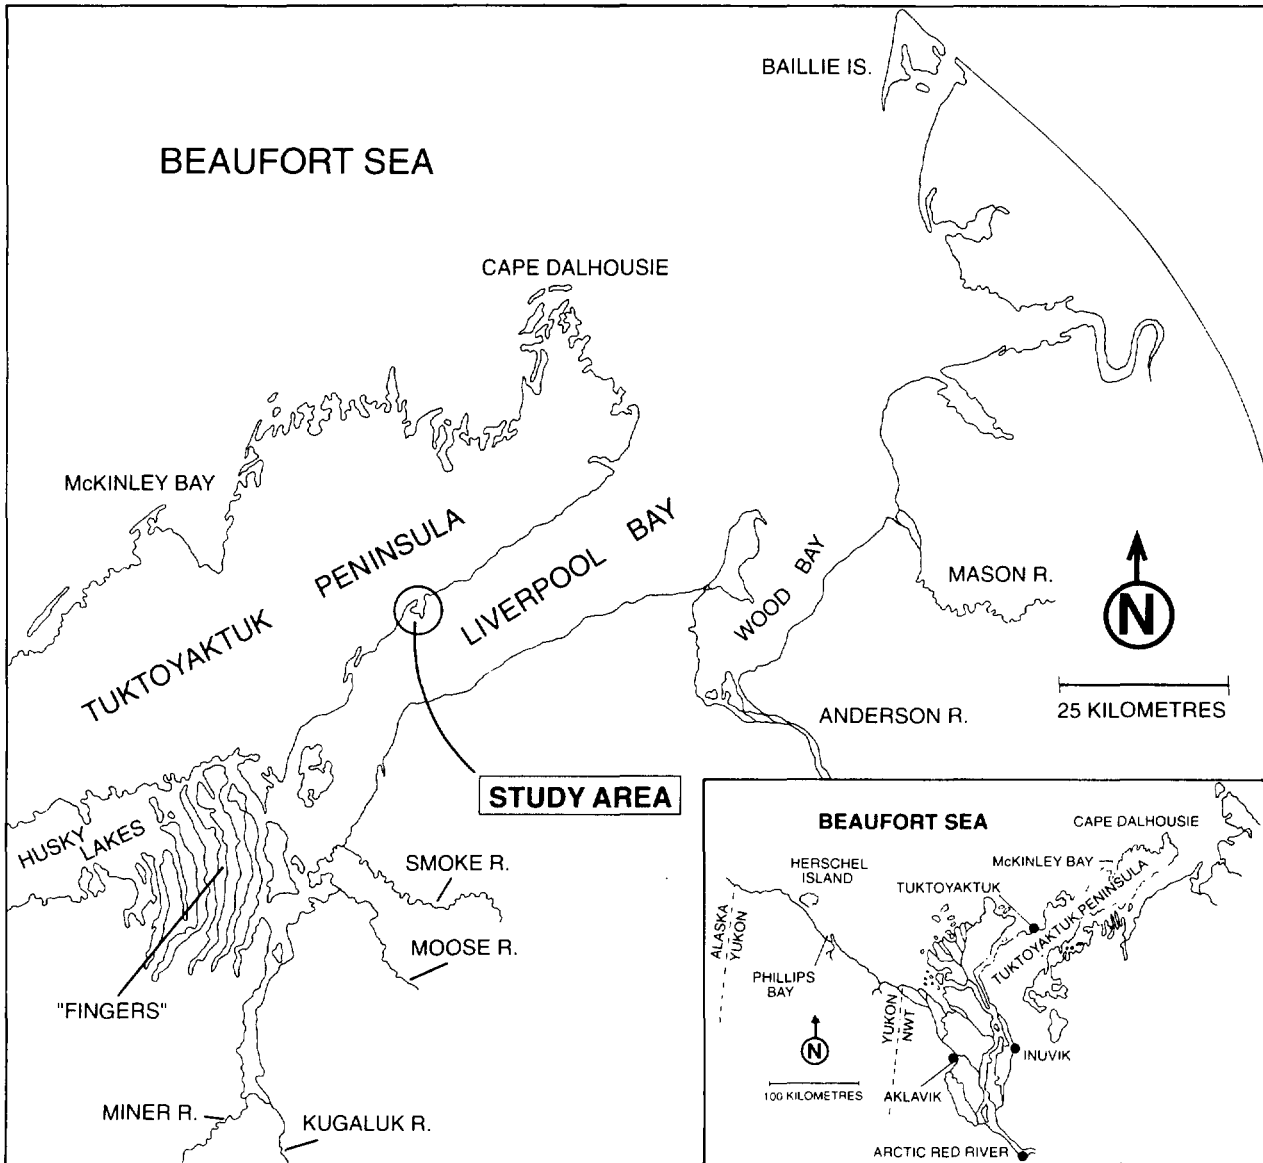 BAILLIE IS.
BEAUFORT SEA
CAPE DALHOUSIE
McKINLEY BAY
TUKTOYAKTUK PENINSULA
LIVERPOOL BAY
WOOD BAY
MASON R.
N
25 KILOMETRES
ANDERSON R.
STUDY AREA
HUSKY LAKES
SMOKE R.
MOOSE R.
"FINGERS"
MINER R.
KUGALUK R.
BEAUFORT SEA
CAPE DALHOUSIE
McKINLEY BAY
HERSCHEL
ISLAND
TUKTOYAKTUK
TUKTOYAKTUK PENINSULA
ALASKA
YUKON
PHILLIPS
BAY
YUKON
NWT
N
INUVIK
100 KILOMETRES
AKLAVIK
ARCTIC RED RIVER